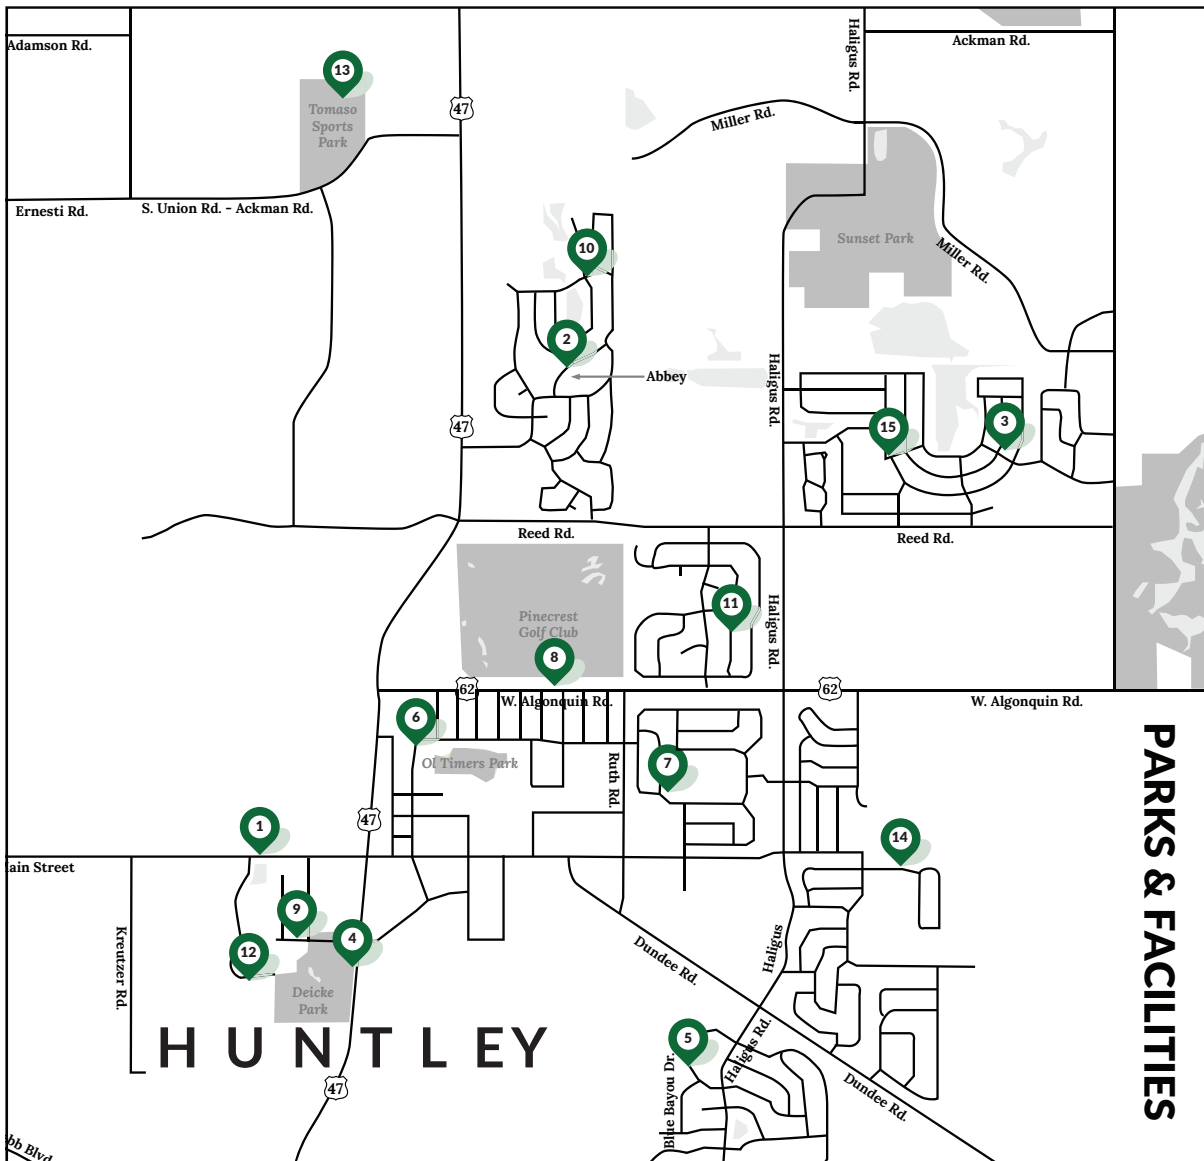 Adamson Rd.
Haligus Rd.
Ackman Rd.
13
Tomaso
Sports
Park
47
Miller Rd.
Ernesti Rd.
S. Union Rd. - Ackman Rd.
10
Sunset Park
Miller Rd.
2
Abbey
Haligus Rd.
47
15
3
Reed Rd.
Reed Rd.
Pinecrest
Golf Club
11
Haligus Rd.
8
62
62
W. Algonquin Rd.
W. Algonquin Rd.
6
Ol Timers Park
7
Ruth Rd.
47
1
14
ain Street
9
4
12
Kreutzer Rd.
Deicke
Park
Dundee Rd.
Haligus
HUNTLEY
5
Haligus Rd.
Blue Bayou Dr.
Dundee Rd.
47
bb Blvd
PARKS & FACILITIES